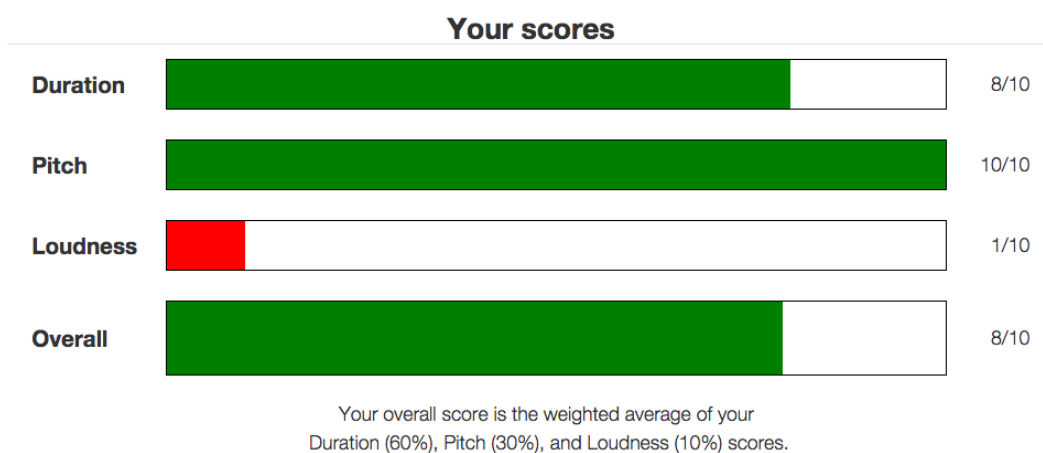 Your scores
Duration 8/10
Pitch 10/10
Loudness 1/10
Overall 8/10
Your overall score is the weighted average of your
Duration (60%), Pitch (30%), and Loudness (10%) scores.